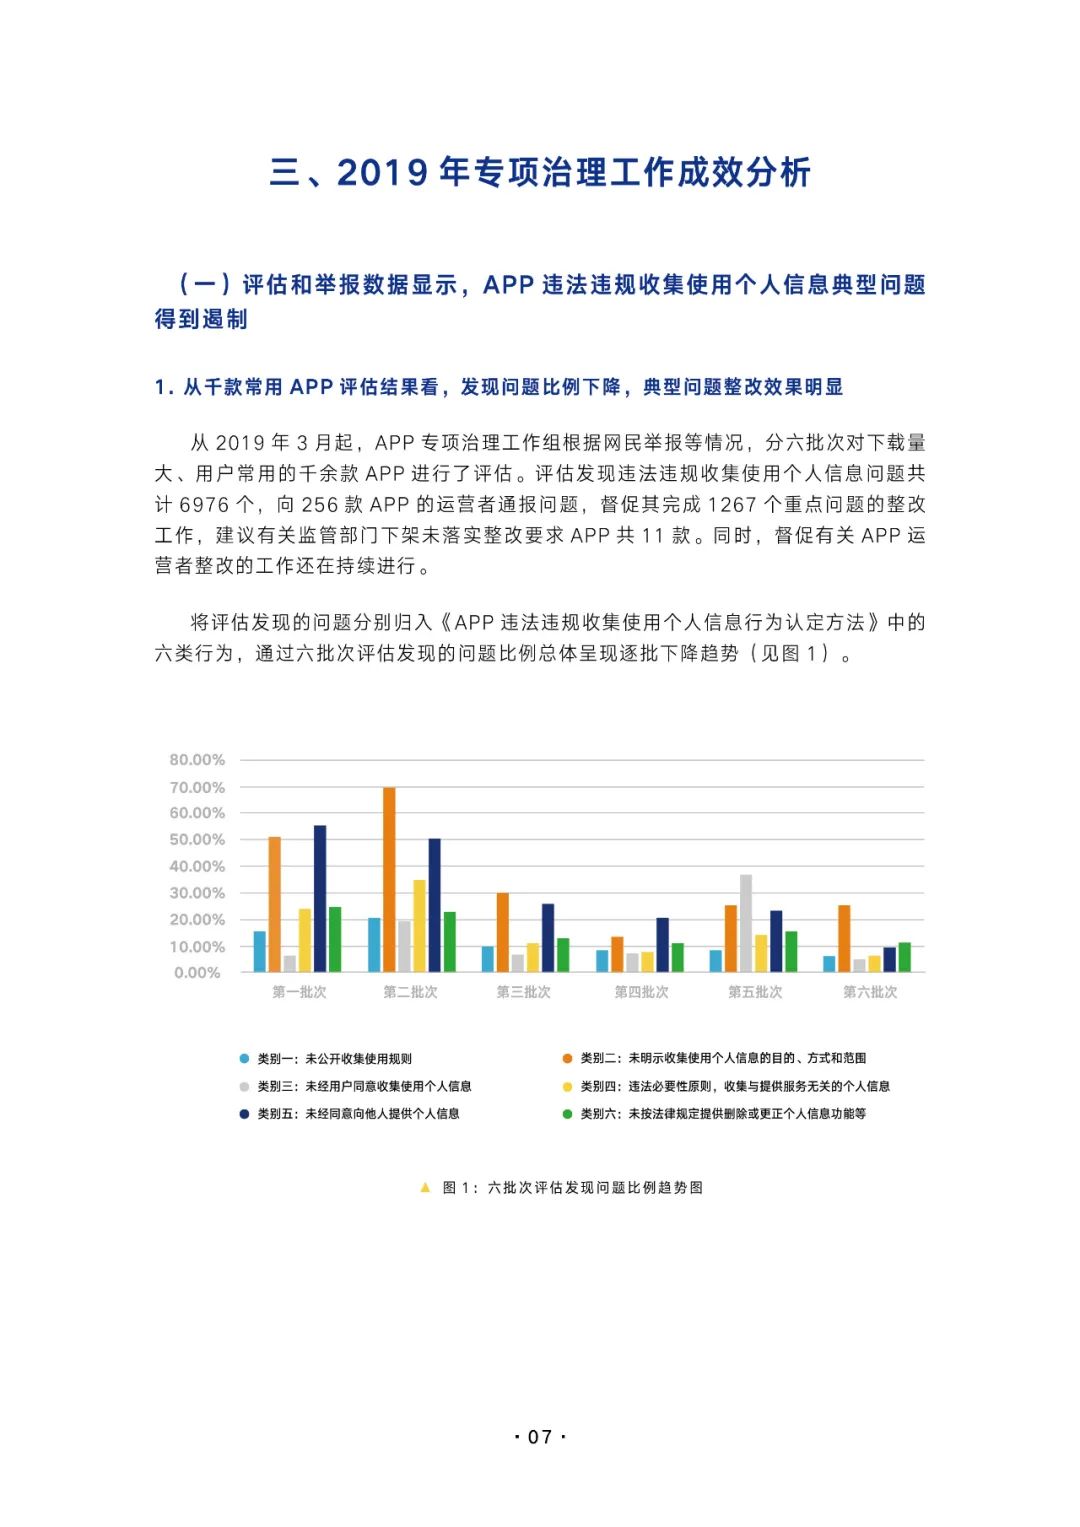 三、2019 年专项治理工作成效分析
（一）评估和举报数据显示，APP 违法违规收集使用个人信息典型问题
得到遏制
1. 从千款常用 APP 评估结果看，发现问题比例下降，典型问题整改效果明显
从 2019 年 3 月起，APP 专项治理工作组根据网民举报等情况，分六批次对下载量
大、用户常用的千余款 APP 进行了评估。评估发现违法违规收集使用个人信息问题共
计 6976 个，向 256 款 APP 的运营者通报问题，督促其完成 1267 个重点问题的整改
工作，建议有关监管部门下架未落实整改要求 APP 共 11 款。同时，督促有关 APP 运
营者整改的工作还在持续进行。
将评估发现的问题分别归入《APP 违法违规收集使用个人信息行为认定方法》中的
六类行为，通过六批次评估发现的问题比例总体呈现逐批下降趋势（见图 1）。
80.00%
70.00%
60.00%
50.00%
40.00%
30.00%
20.00%
10.00%
0.00%
第一批次 第二批次 第三批次 第四批次 第五批次 第六批次
类别一：未公开收集使用规则 类别二：未明示收集使用个人信息的目的、方式和范围
类别三：未经用户同意收集使用个人信息 类别四：违法必要性原则，收集与提供服务无关的个人信息
类别五：未经同意向他人提供个人信息 类别六：未按法律规定提供删除或更正个人信息功能等
▲ 图 1：六批次评估发现问题比例趋势图
· 07 ·